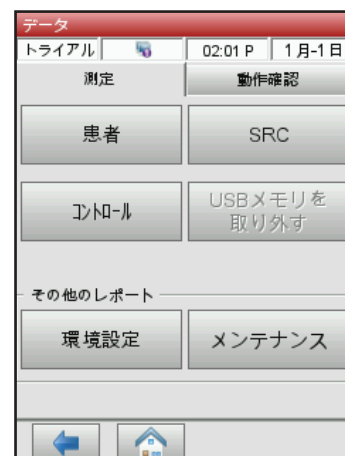 データ
トライアル 02:01 P 1月-1日
測定 動作確認
患者 SRC
コントロール USBメモリを
取り外す
その他のレポート
環境設定 メンテナンス